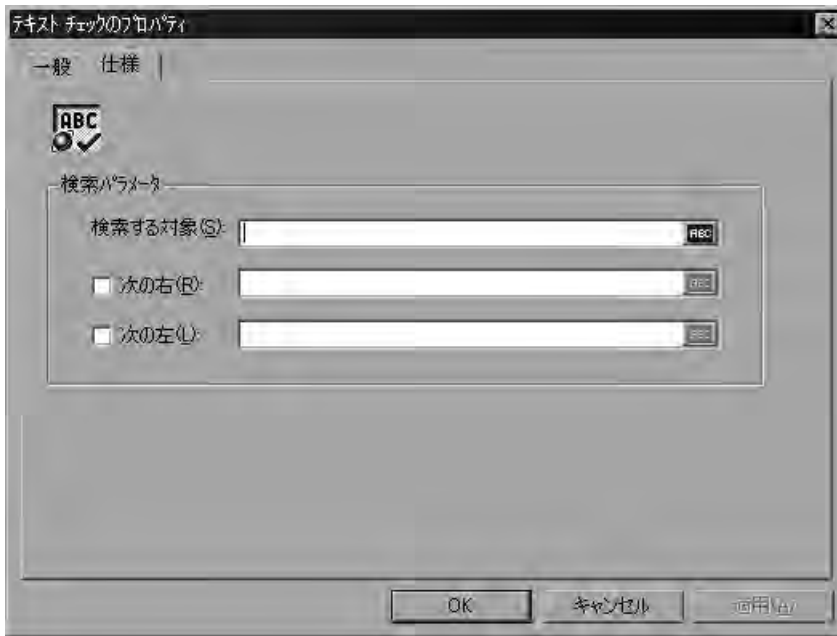 テキスト チェックのプロパティ
一般 仕様
ABC
検索パラメータ
検索する対象(S):
ABC
次の右(R):
ABC
次の左(L):
ABC
OK キャンセル 適用(A)